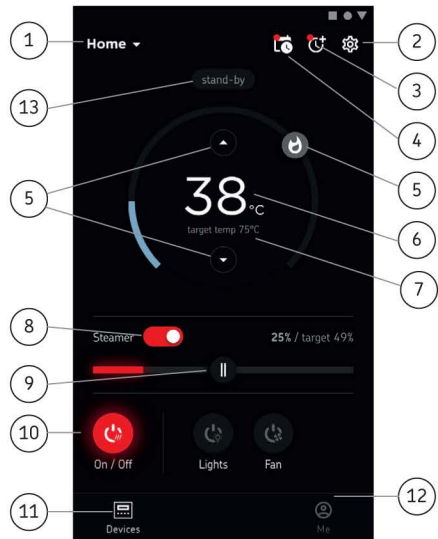 1
Home
2
3
13
stand-by
4
5
5
38°C
6
target temp 75°C
7
8
Steamer
25% / target 49%
9
10
On / Off
Lights
Fan
12
11
Devices
Me